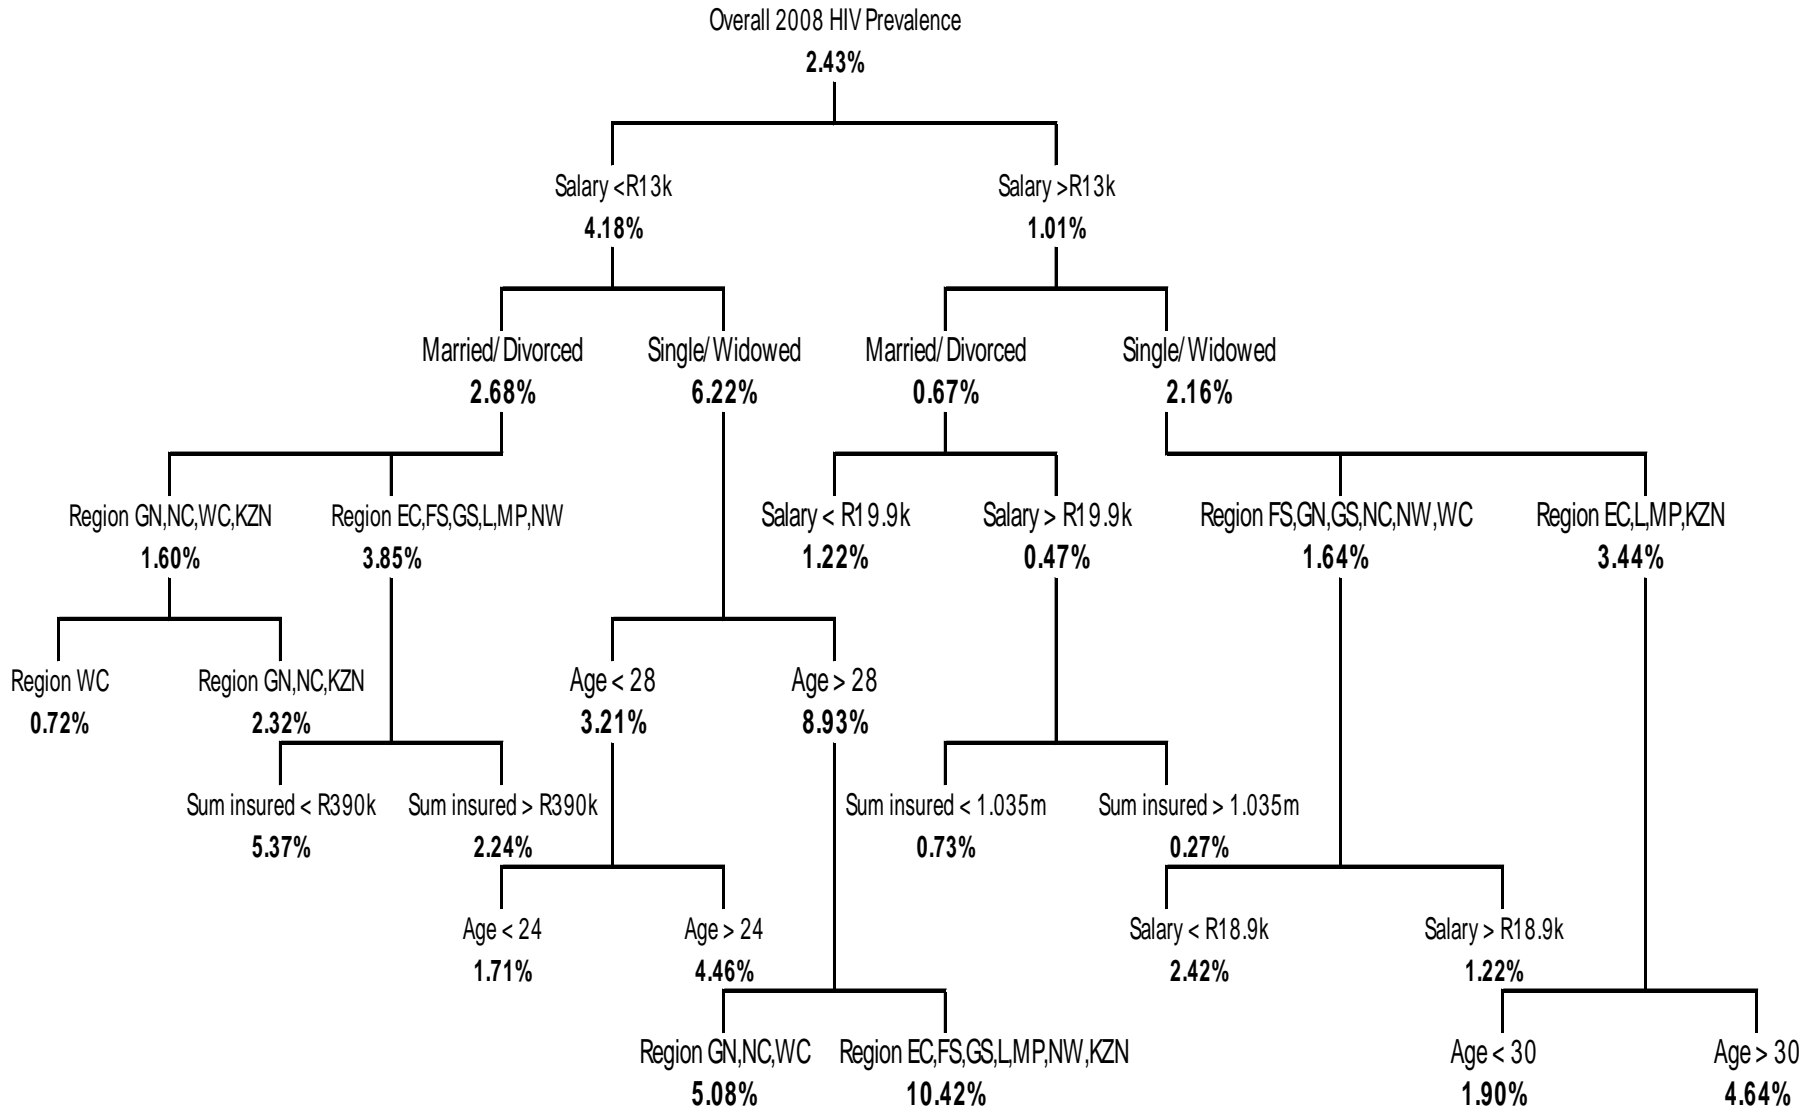 Overall 2008 HIV Prevalence
2.43%
Salary <R13k
Salary >R13k
4.18%
1.01%
Married/ Divorced
Single/ Widowed
Married/ Divorced
Single/ Widowed
2.68%
6.22%
0.67%
2.16%
Region GN,NC,WC,KZN
Region EC,FS,GS,L,MP,NW
Salary < R19.9k
Salary > R19.9k
Region FS,GN,GS,NC,NW,WC
Region EC,L,MP,KZN
1.60%
3.85%
1.22%
0.47%
1.64%
3.44%
Region WC
Region GN,NC,KZN
Age < 28
Age > 28
0.72%
2.32%
3.21%
8.93%
Sum insured < R390k
Sum insured > R390k
Sum insured < 1.035m
Sum insured > 1.035m
5.37%
2.24%
0.73%
0.27%
Age < 24
Age > 24
Salary < R18.9k
Salary > R18.9k
1.71%
4.46%
2.42%
1.22%
Region GN,NC,WC
Region EC,FS,GS,L,MP,NW,KZN
Age < 30
Age > 30
5.08%
10.42%
1.90%
4.64%